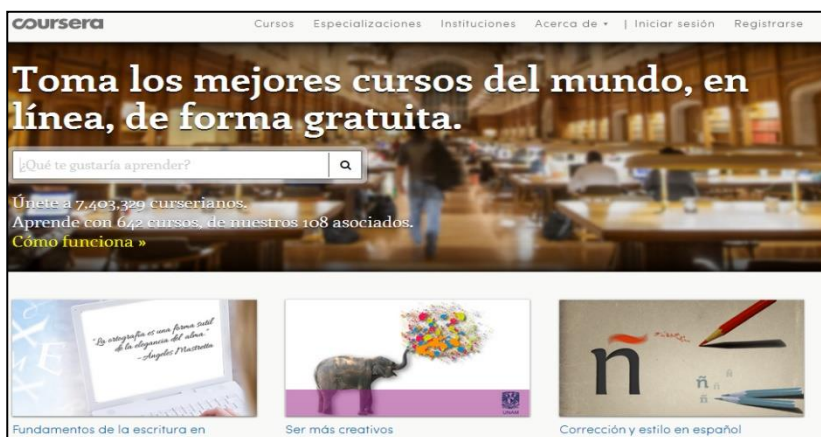 coursera
Cursos Especializaciones Instituciones Acerca de | Iniciar sesión Registrarse
Toma los mejores cursos del mundo, en
línea, de forma gratuita.
¿Qué te gustaría aprender?
Únete a 7,403,329 curserianos.
Aprende con 642 cursos, de nuestros 108 asociados.
Cómo funciona »
"La ortografía es una forma sutil
de la elegancia del alma."
-Ángeles Mastretta
UNAM
ñ
ñ
ñ
ñ
Fundamentos de la escritura en
Ser más creativos
Corrección y estilo en español